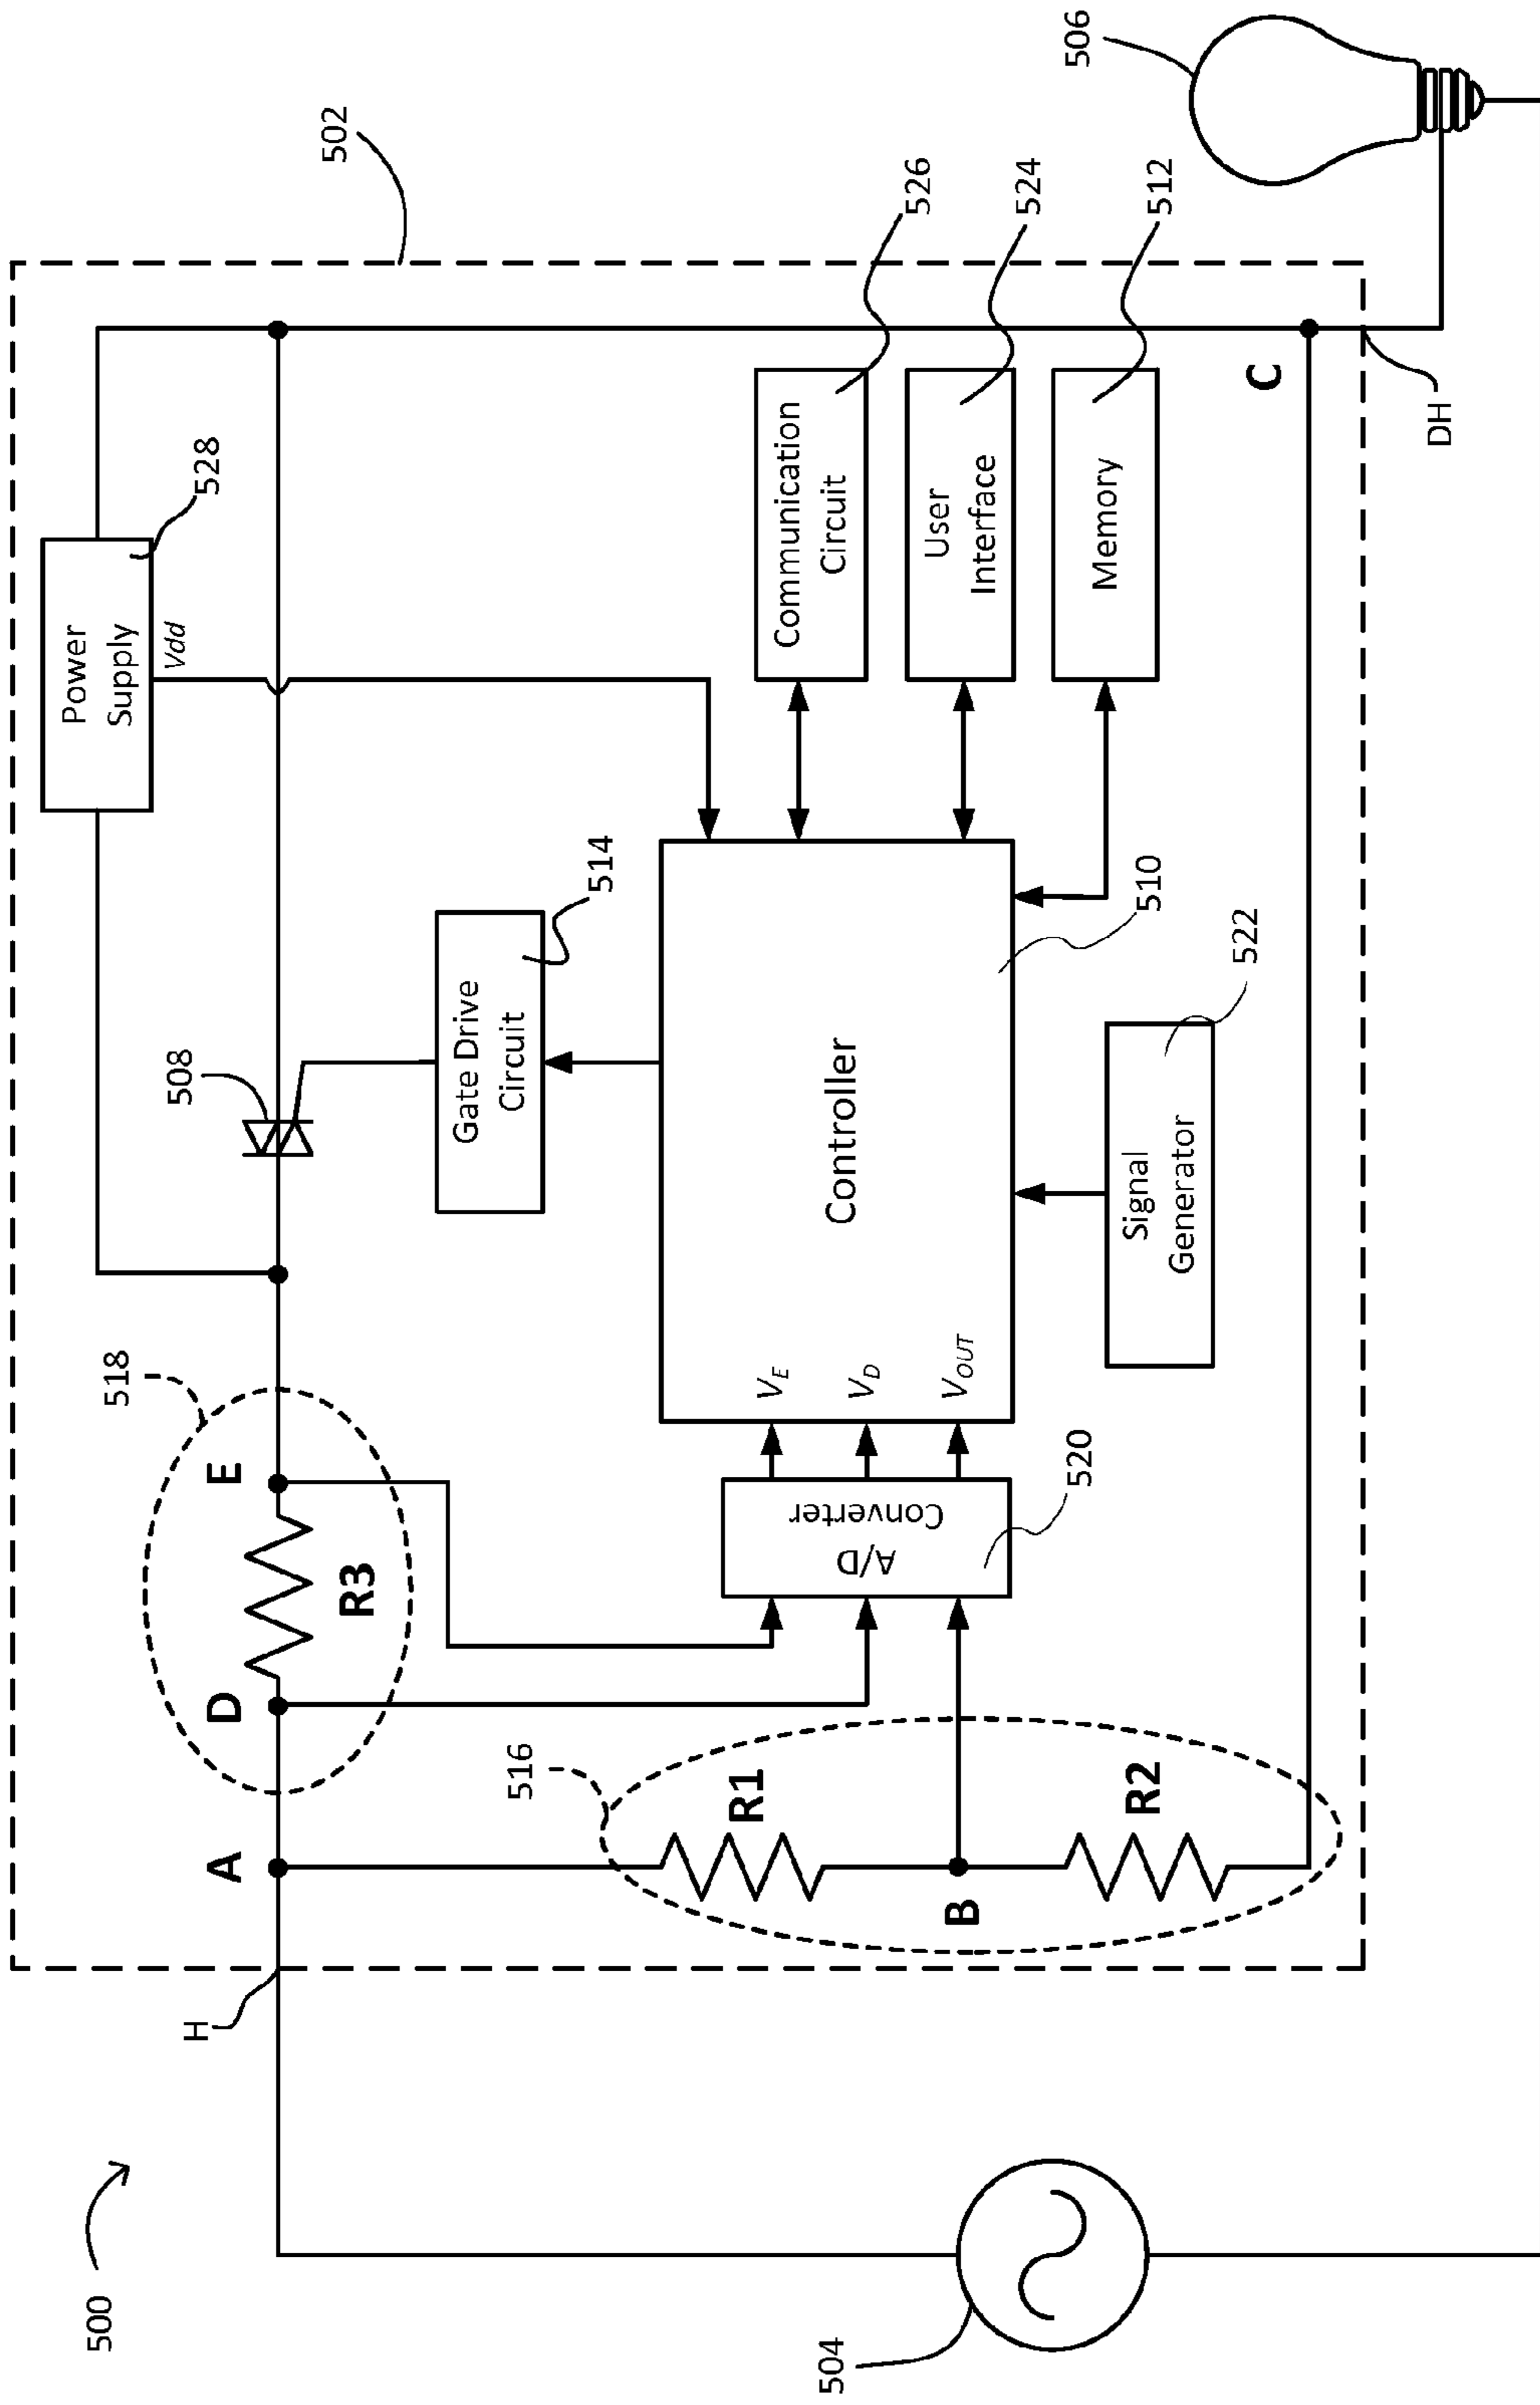 500
502
Power
Supply
528
Vdd
508
518
D
E
R3
A
H
514
Gate Drive
Circuit
Communication
Circuit
526
516
R1
B
R2
A/D
Converter
520
V_E
V_D
V_OUT
Controller
510
User
Interface
524
Memory
512
Signal
Generator
522
C
DH
504
506